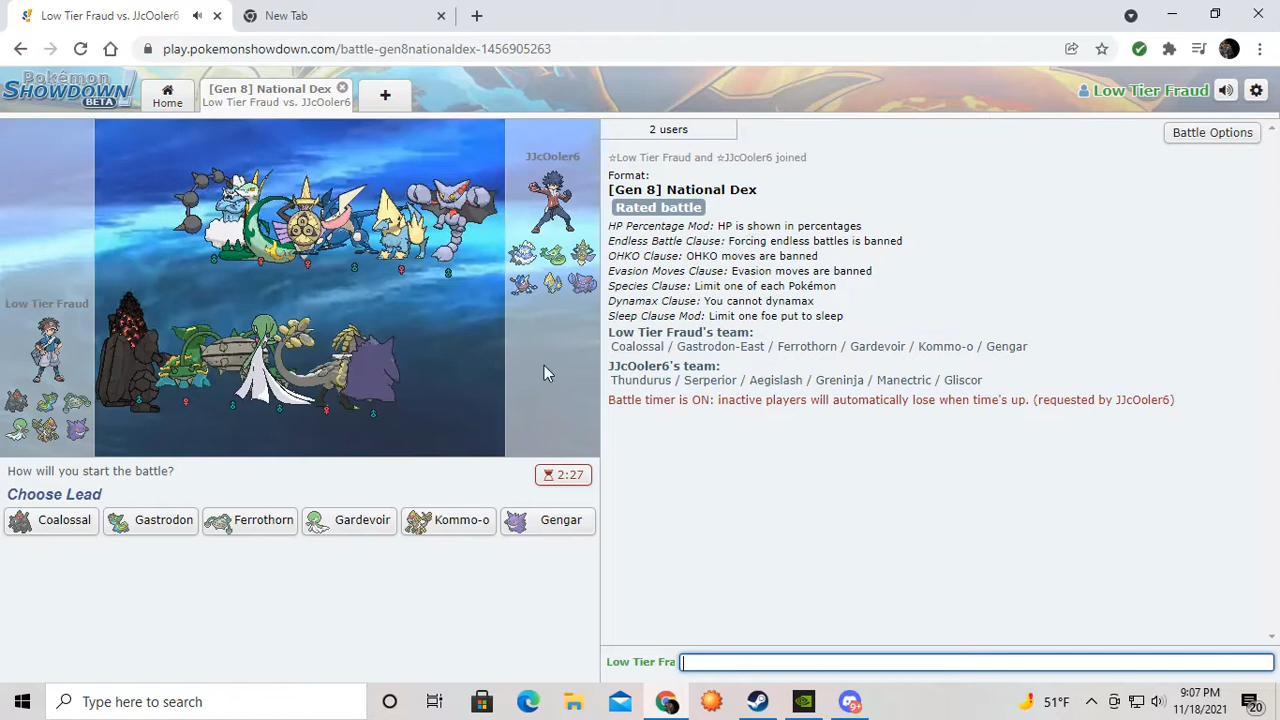 Low Tier Fraud vs. JJcOoler6
New Tab
play.pokemonshowdown.com/battle-gen8nationaldex-1456905263
Pokémon
SHOWDOWN
BETA
Home
[Gen 8] National Dex
Low Tier Fraud vs. JJcOoler6
Low Tier Fraud
2 users
Battle Options
☆Low Tier Fraud and ☆JJcOoler6 joined
Format:
[Gen 8] National Dex
Rated battle
HP Percentage Mod: HP is shown in percentages
Endless Battle Clause: Forcing endless battles is banned
OHKO Clause: OHKO moves are banned
Evasion Moves Clause: Evasion moves are banned
Species Clause: Limit one of each Pokémon
Dynamax Clause: You cannot dynamax
Sleep Clause Mod: Limit one foe put to sleep
Low Tier Fraud's team:
Coalossal / Gastrodon-East / Ferrothorn / Gardevoir / Kommo-o / Gengar
JJcOoler6's team:
Thundurus / Serperior / Aegislash / Greninja / Manectric / Gliscor
Battle timer is ON: inactive players will automatically lose when time's up. (requested by JJcOoler6)
JJcOoler6
Low Tier Fraud
How will you start the battle?
2:27
Choose Lead
Coalossal
Gastrodon
Ferrothorn
Gardevoir
Kommo-o
Gengar
Low Tier Fra
Type here to search
9+
51°F
9:07 PM
11/18/2021
20